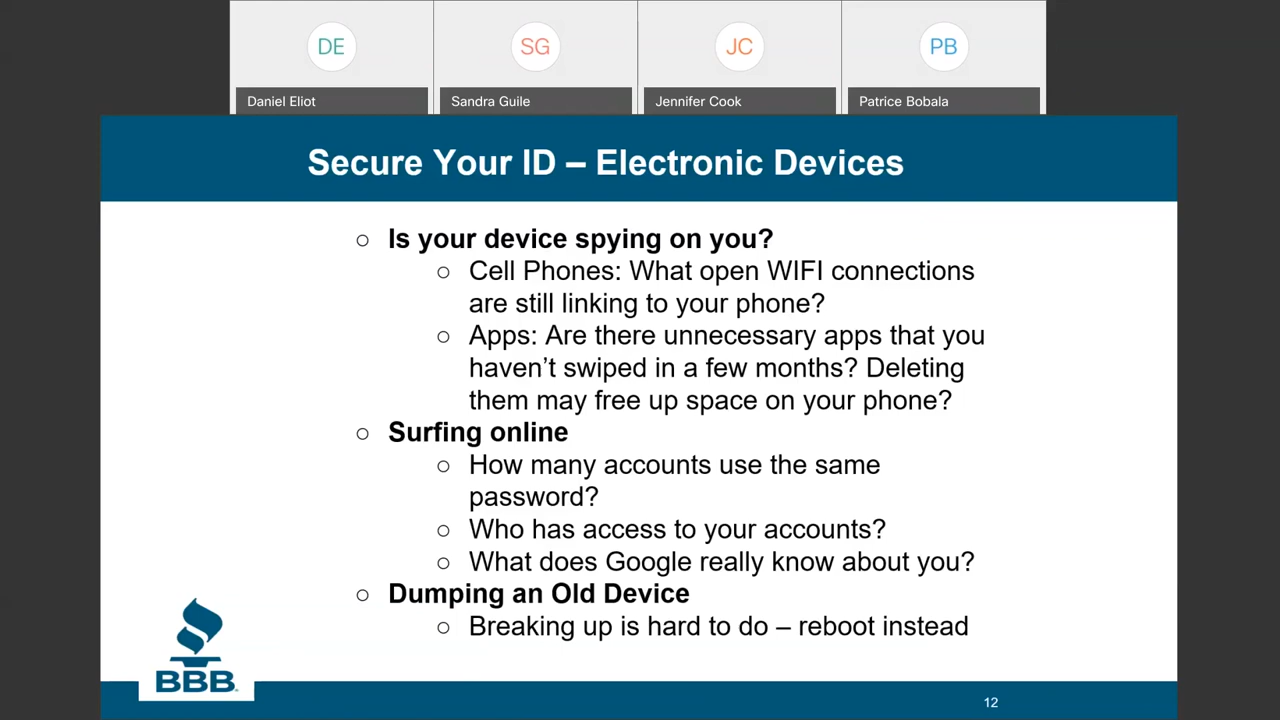 DE
SG
JC
PB
Daniel Eliot
Sandra Guile
Jennifer Cook
Patrice Bobala
Secure Your ID – Electronic Devices
○ Is your device spying on you?
○ Cell Phones: What open WIFI connections
are still linking to your phone?
○ Apps: Are there unnecessary apps that you
haven’t swiped in a few months? Deleting
them may free up space on your phone?
○ Surfing online
○ How many accounts use the same
password?
○ Who has access to your accounts?
○ What does Google really know about you?
○ Dumping an Old Device
○ Breaking up is hard to do – reboot instead
BBB
12